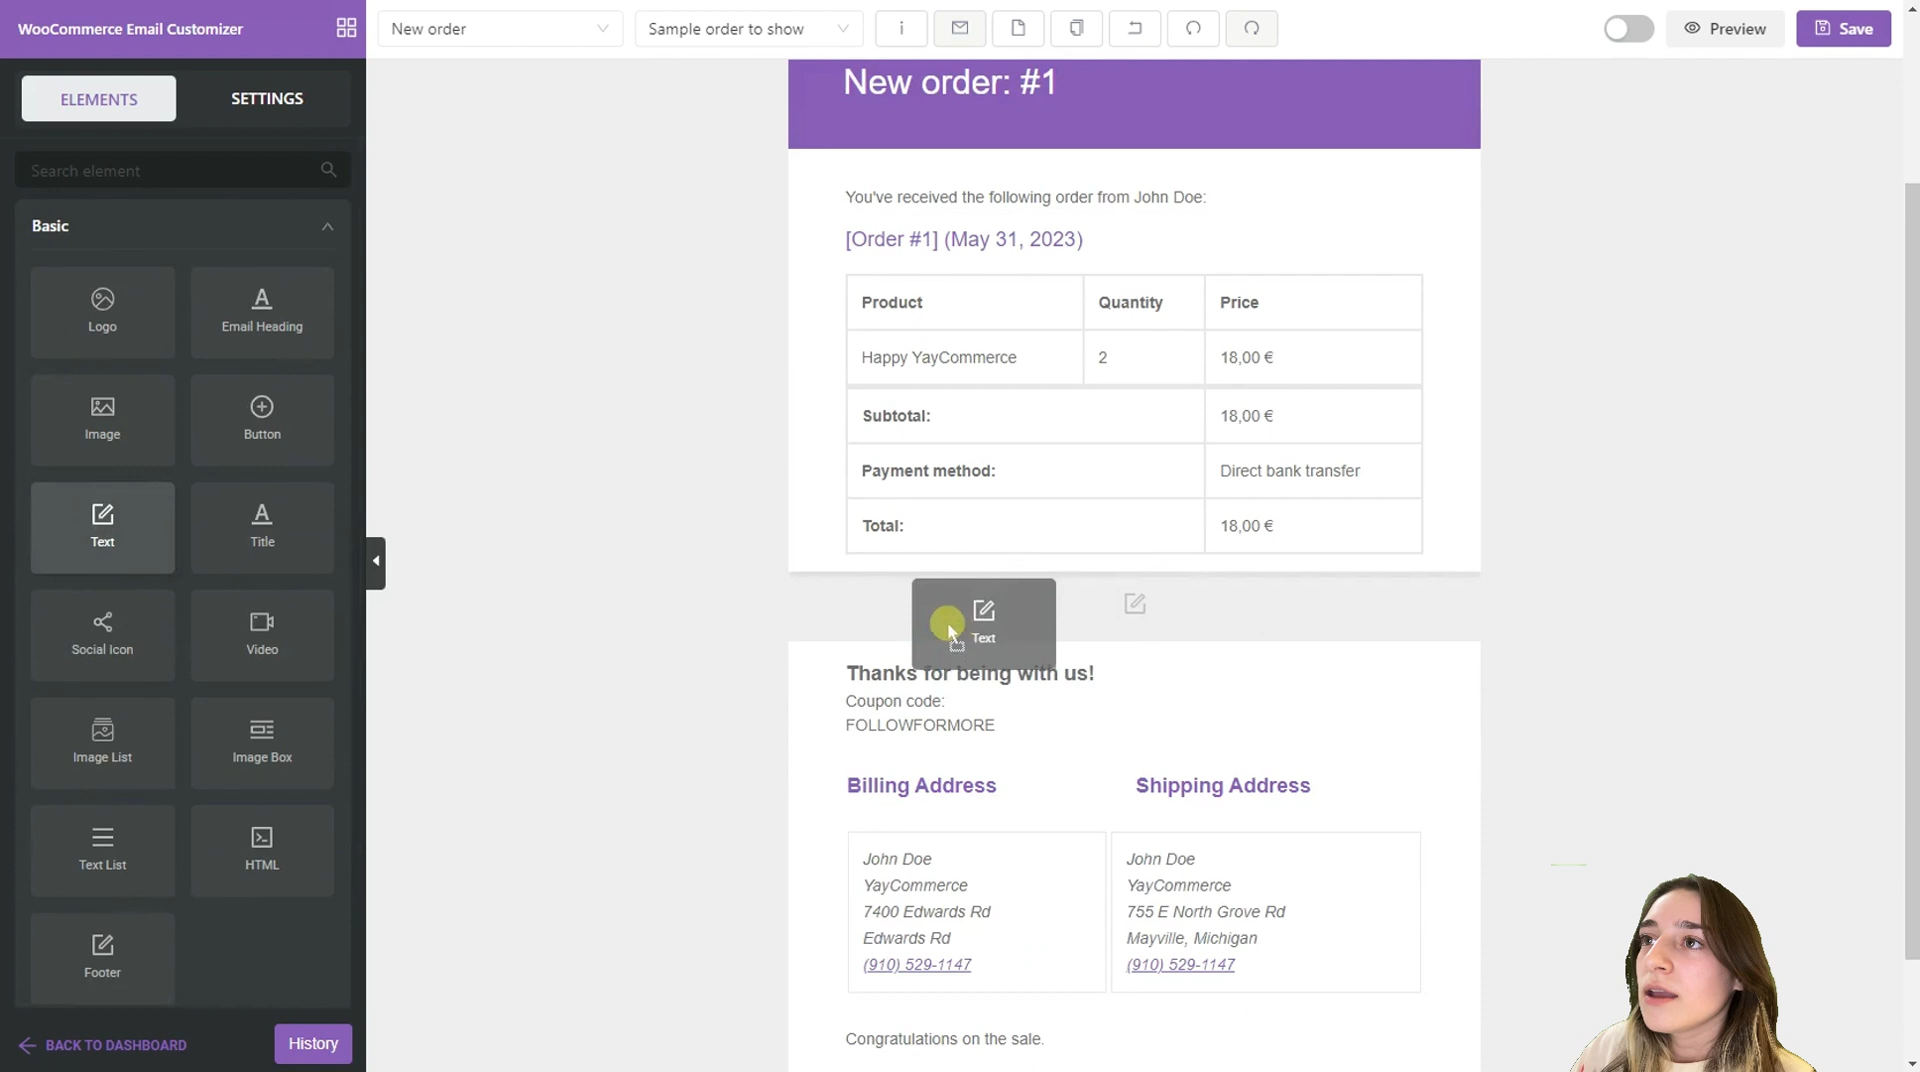 WooCommerce Email Customizer
New order
Sample order to show
Preview
Save
ELEMENTS
SETTINGS
Search element
Basic
Logo
Email Heading
Image
Button
Text
Title
Social Icon
Video
Image List
Image Box
Text List
HTML
Footer
BACK TO DASHBOARD
History
New order: #1
You've received the following order from John Doe:
[Order #1] (May 31, 2023)
Product Quantity Price
Happy YayCommerce 2 18,00 €
Subtotal: 18,00 €
Payment method: Direct bank transfer
Total: 18,00 €
Text
Thanks for being with us!
Coupon code:
FOLLOWFORMORE
Billing Address
Shipping Address
John Doe
YayCommerce
7400 Edwards Rd
Edwards Rd
(910) 529-1147
John Doe
YayCommerce
755 E North Grove Rd
Mayville, Michigan
(910) 529-1147
Congratulations on the sale.